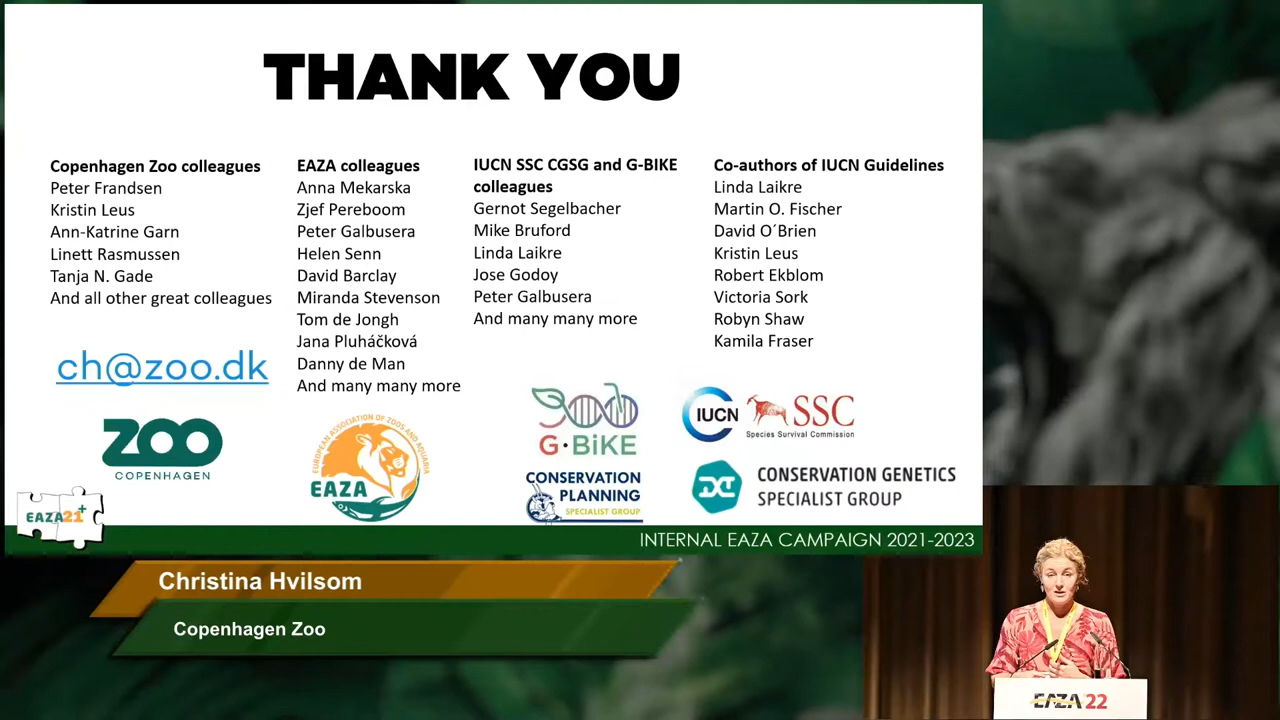 THANK YOU
Copenhagen Zoo colleagues
Peter Frandsen
Kristin Leus
Ann-Katrine Garn
Linett Rasmussen
Tanja N. Gade
And all other great colleagues
ch@zoo.dk
EAZA colleagues
Anna Mekarska
Zjef Pereboom
Peter Galbusera
Helen Senn
David Barclay
Miranda Stevenson
Tom de Jongh
Jana Pluháčková
Danny de Man
And many many more
IUCN SSC CGSG and G-BIKE
colleagues
Gernot Segelbacher
Mike Bruford
Linda Laikre
Jose Godoy
Peter Galbusera
And many many more
Co-authors of IUCN Guidelines
Linda Laikre
Martin O. Fischer
David O´Brien
Kristin Leus
Robert Ekblom
Victoria Sork
Robyn Shaw
Kamila Fraser
ZOO
COPENHAGEN
EUROPEAN ASSOCIATION OF ZOOS AND AQUARIA
EAZA
G·BiKE
CONSERVATION
PLANNING
SPECIALIST GROUP
IUCN
SSC
Species Survival Commission
CONSERVATION GENETICS
SPECIALIST GROUP
EAZA21+
INTERNAL EAZA CAMPAIGN 2021-2023
Christina Hvilsom
Copenhagen Zoo
EAZA 22